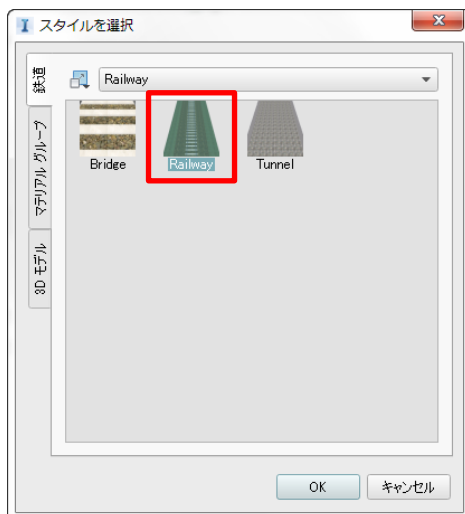 スタイルを選択
鉄道
Railway
マテリアル グループ
3D モデル
Bridge
Railway
Tunnel
OK
キャンセル